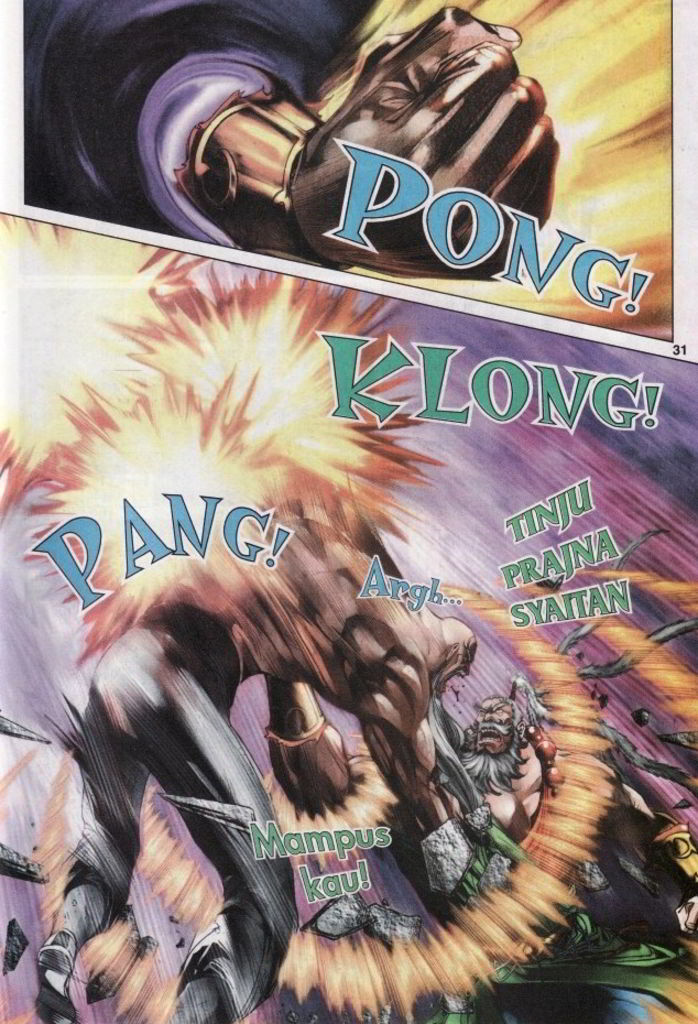 PONG!
31
KLONG!
PANG!
TINJU
PRAJNA
SYAITAN
Argh...
Mampus
kau!